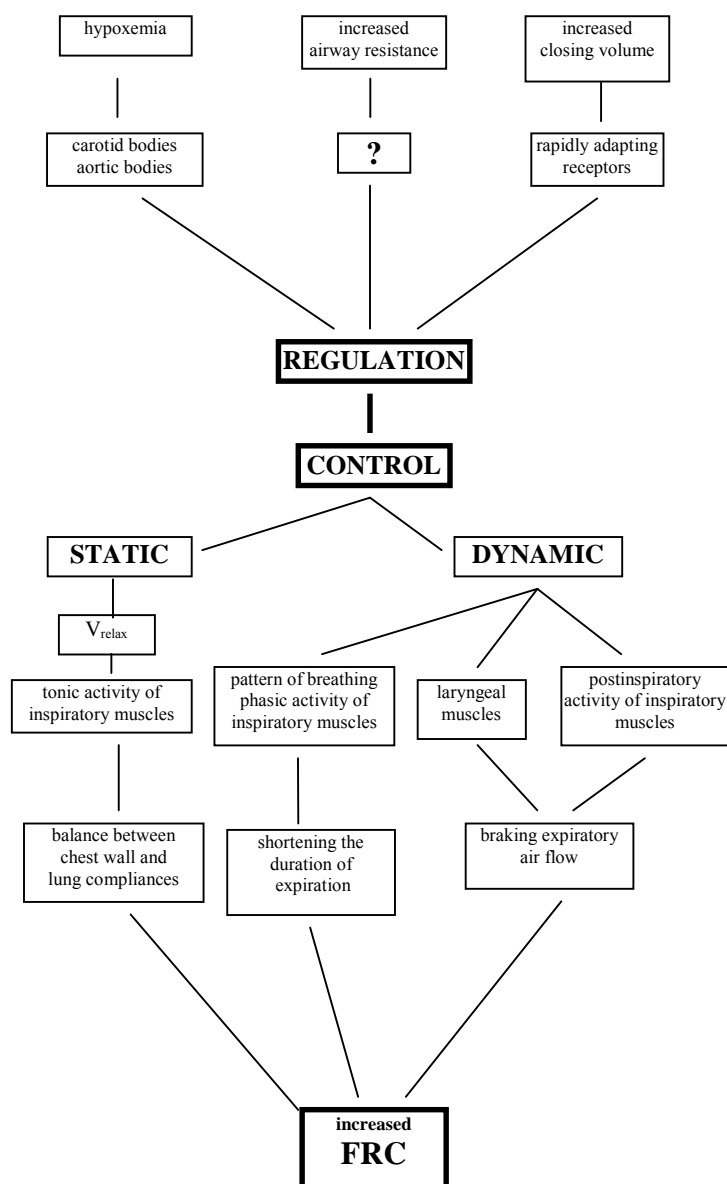 hypoxemia
increased
airway resistance
increased
closing volume
carotid bodies
aortic bodies
?
rapidly adapting
receptors
REGULATION
CONTROL
STATIC
DYNAMIC
Vrelax
tonic activity of
inspiratory muscles
pattern of breathing
phasic activity of
inspiratory muscles
laryngeal
muscles
postinspiratory
activity of inspiratory
muscles
balance between
chest wall and
lung compliances
shortening the
duration of
expiration
braking expiratory
air flow
increased
FRC